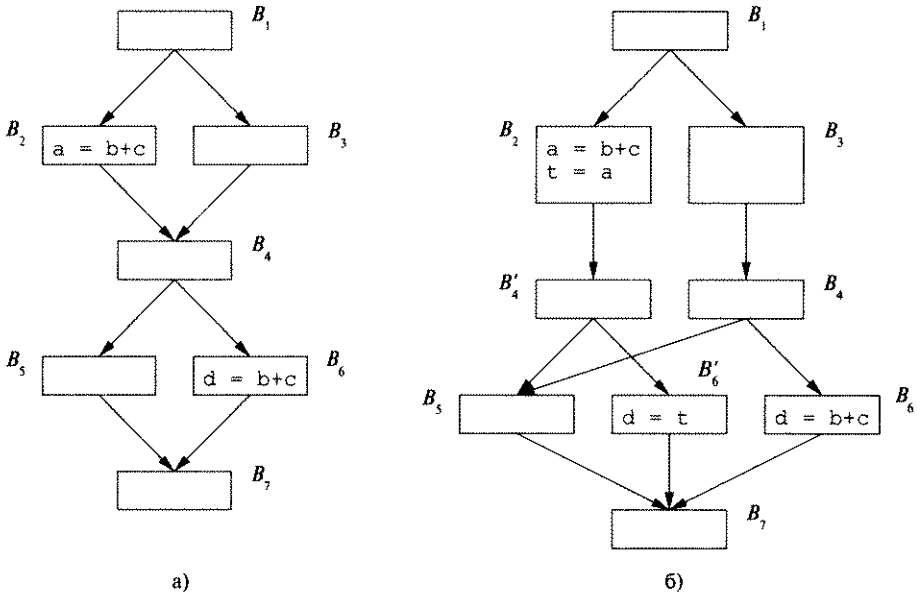 B₁
B₂
a = b+c
B₃
B₄
B₅
d = b+c
B₆
B₇
а)
B₁
B₂
a = b+c
t = a
B₃
B′₄
B₄
B₅
B′₆
d = t
d = b+c
B₆
B₇
б)